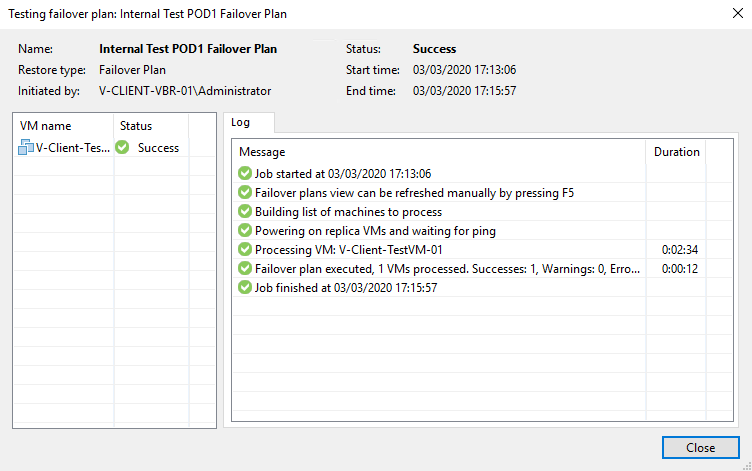 Testing failover plan: Internal Test POD1 Failover Plan
Name: Internal Test POD1 Failover Plan Status: Success
Restore type: Failover Plan Start time: 03/03/2020 17:13:06
Initiated by: V-CLIENT-VBR-01\Administrator End time: 03/03/2020 17:15:57
VM name Status
V-Client-Tes... Success
Log
Message Duration
Job started at 03/03/2020 17:13:06
Failover plans view can be refreshed manually by pressing F5
Building list of machines to process
Powering on replica VMs and waiting for ping
Processing VM: V-Client-TestVM-01 0:02:34
Failover plan executed, 1 VMs processed. Successes: 1, Warnings: 0, Erro... 0:00:12
Job finished at 03/03/2020 17:15:57
Close